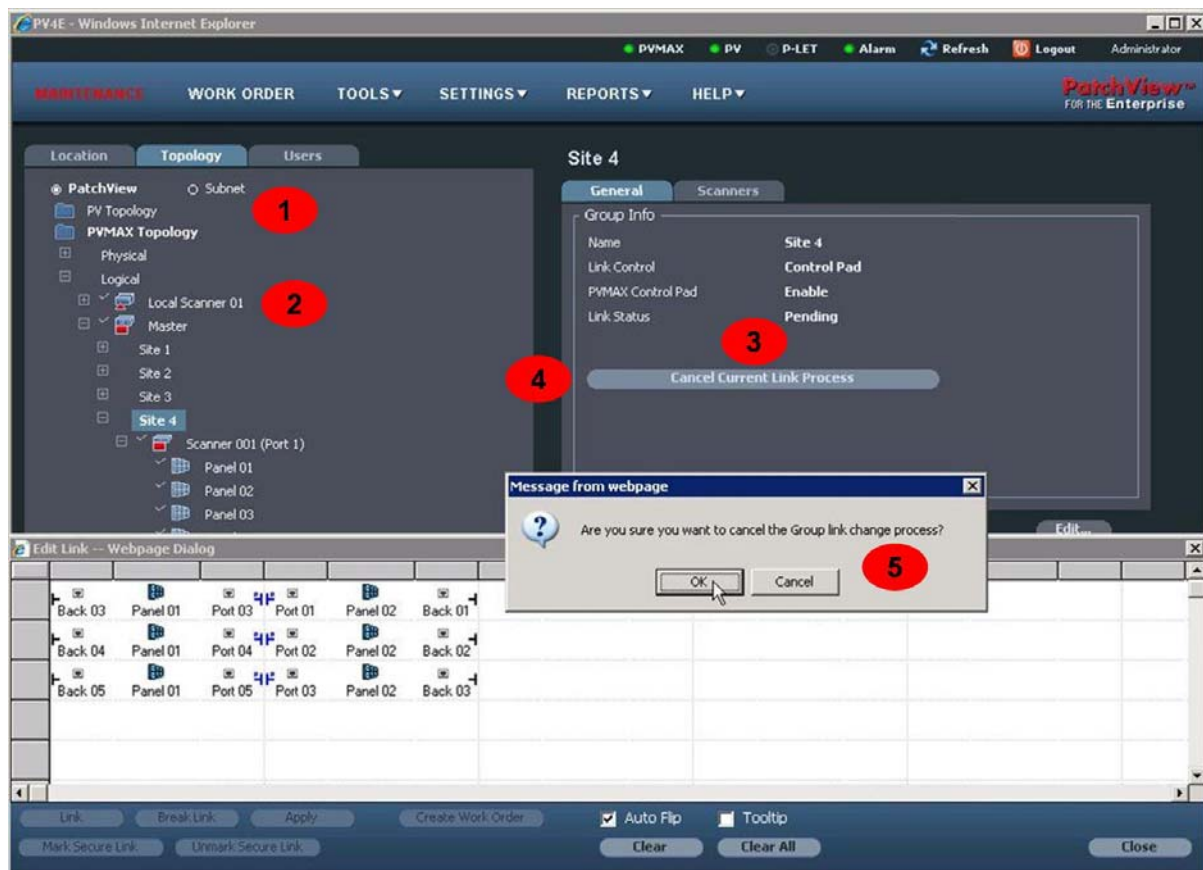 PV4E - Windows Internet Explorer
PVMAX PV P-LET Alarm Refresh Logout Administrator
MAINTENANCE WORK ORDER TOOLS▼ SETTINGS▼ REPORTS▼ HELP▼
PatchView™
FOR THE Enterprise
Location Topology Users
PatchView Subnet
1
PV Topology
PVMAX Topology
Physical
Logical
Local Scanner 01
2
Master
Site 1
Site 2
Site 3
Site 4
Scanner 001 (Port 1)
Panel 01
Panel 02
Panel 03
Site 4
General Scanners
Group Info
Name Site 4
Link Control Control Pad
PVMAX Control Pad Enable
Link Status Pending
3
4
Cancel Current Link Process
Edit...
Message from webpage
Are you sure you want to cancel the Group link change process?
OK Cancel
5
Edit Link -- Webpage Dialog
Back 03 Panel 01 Port 03 Port 01 Panel 02 Back 01
Back 04 Panel 01 Port 04 Port 02 Panel 02 Back 02
Back 05 Panel 01 Port 05 Port 03 Panel 02 Back 03
Link Break Link Apply Create Work Order Auto Flip Tooltip
Mark Secure Link Unmark Secure Link Clear Clear All Close